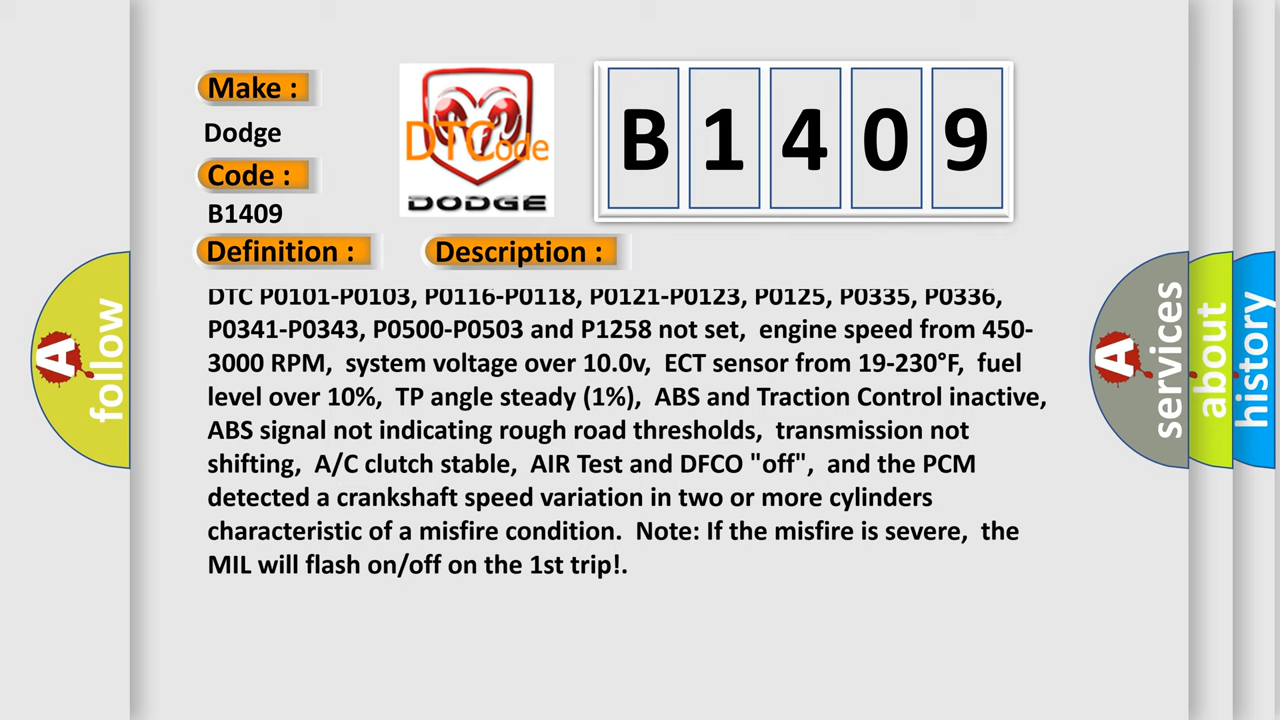 Make :
Dodge
Code :
B1409
DTCode
DODGE
B 1 4 0 9
Definition :
Description :
DTC P0101-P0103, P0116-P0118, P0121-P0123, P0125, P0335, P0336,
P0341-P0343, P0500-P0503 and P1258 not set,  engine speed from 450-
3000 RPM,  system voltage over 10.0v,  ECT sensor from 19-230°F,  fuel
level over 10%,  TP angle steady (1%),  ABS and Traction Control inactive,
ABS signal not indicating rough road thresholds,  transmission not
shifting,  A/C clutch stable,  AIR Test and DFCO "off",  and the PCM
detected a crankshaft speed variation in two or more cylinders
characteristic of a misfire condition  Note: If the misfire is severe,  the
MIL will flash on/off on the 1st trip!.
A
follow
A
services
about
history